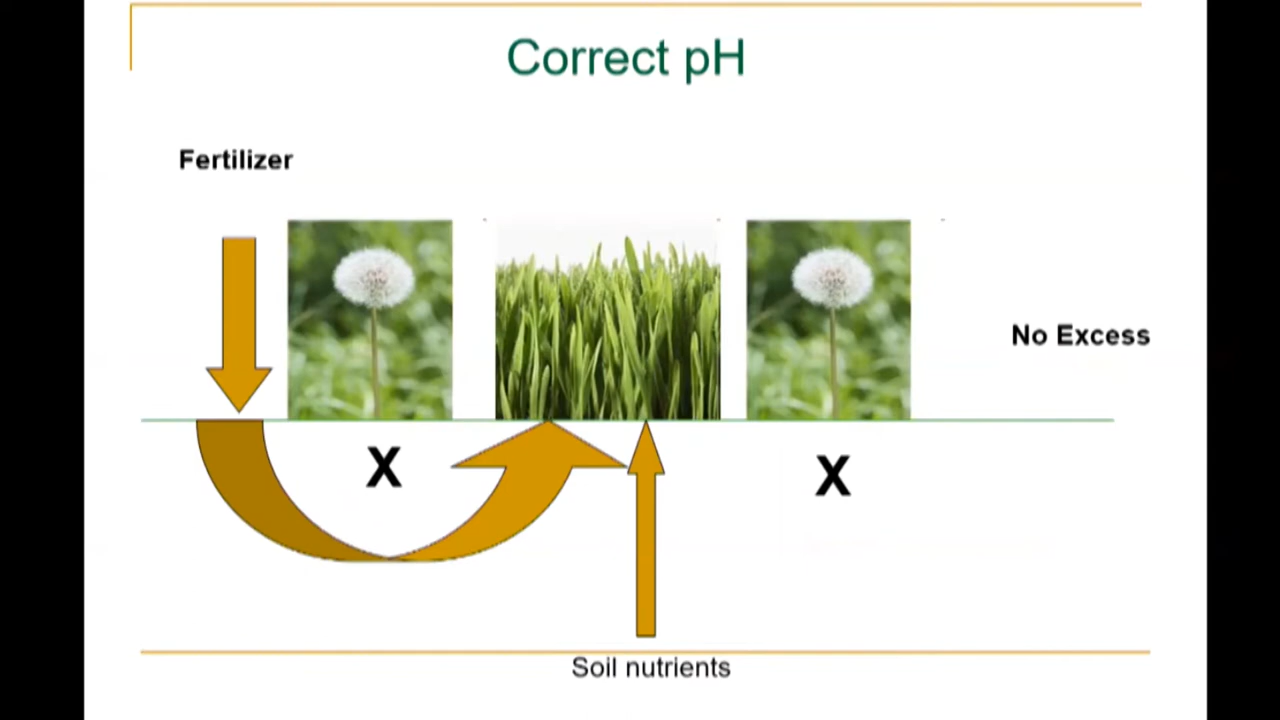 Correct pH
Fertilizer
No Excess
X
X
Soil nutrients